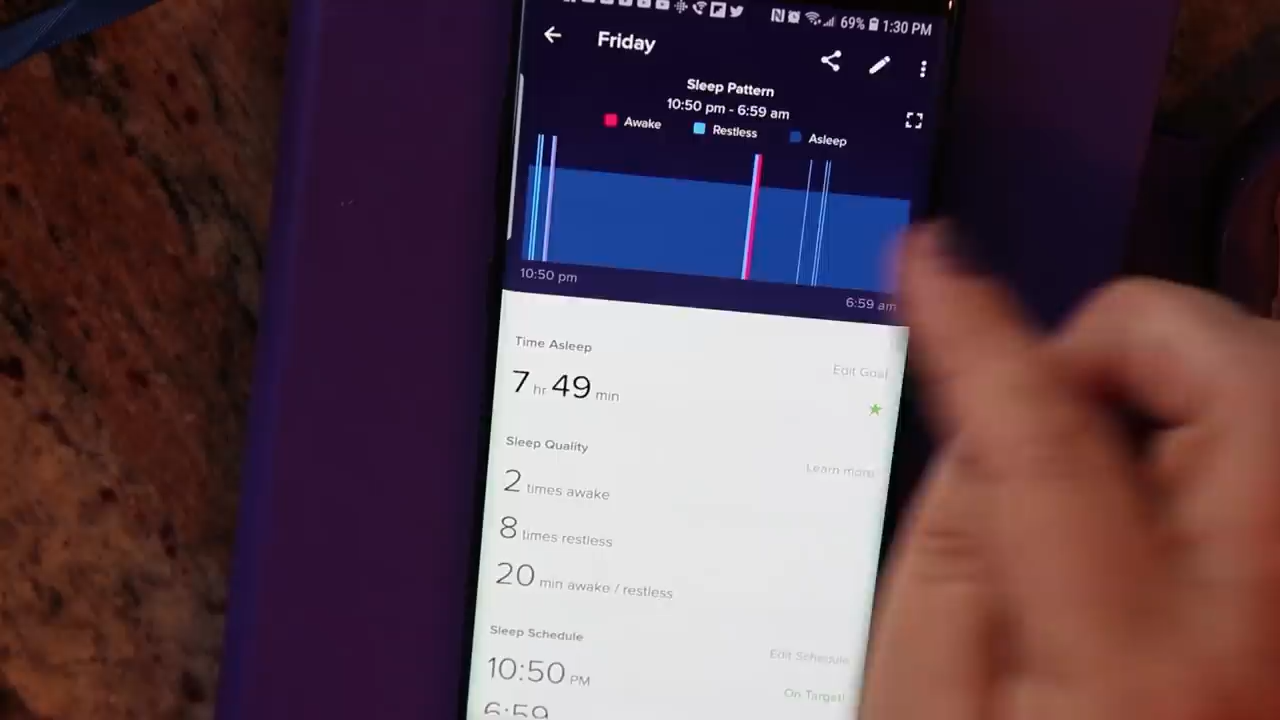 69% 1:30 PM
Friday
Sleep Pattern
10:50 pm - 6:59 am
Awake Restless Asleep
10:50 pm 6:59 am
Time Asleep
Edit Goal
7 hr 49 min
Sleep Quality
Learn more
2 times awake
8 times restless
20 min awake / restless
Sleep Schedule
Edit Schedule
10:50 PM
On Target!
6:59